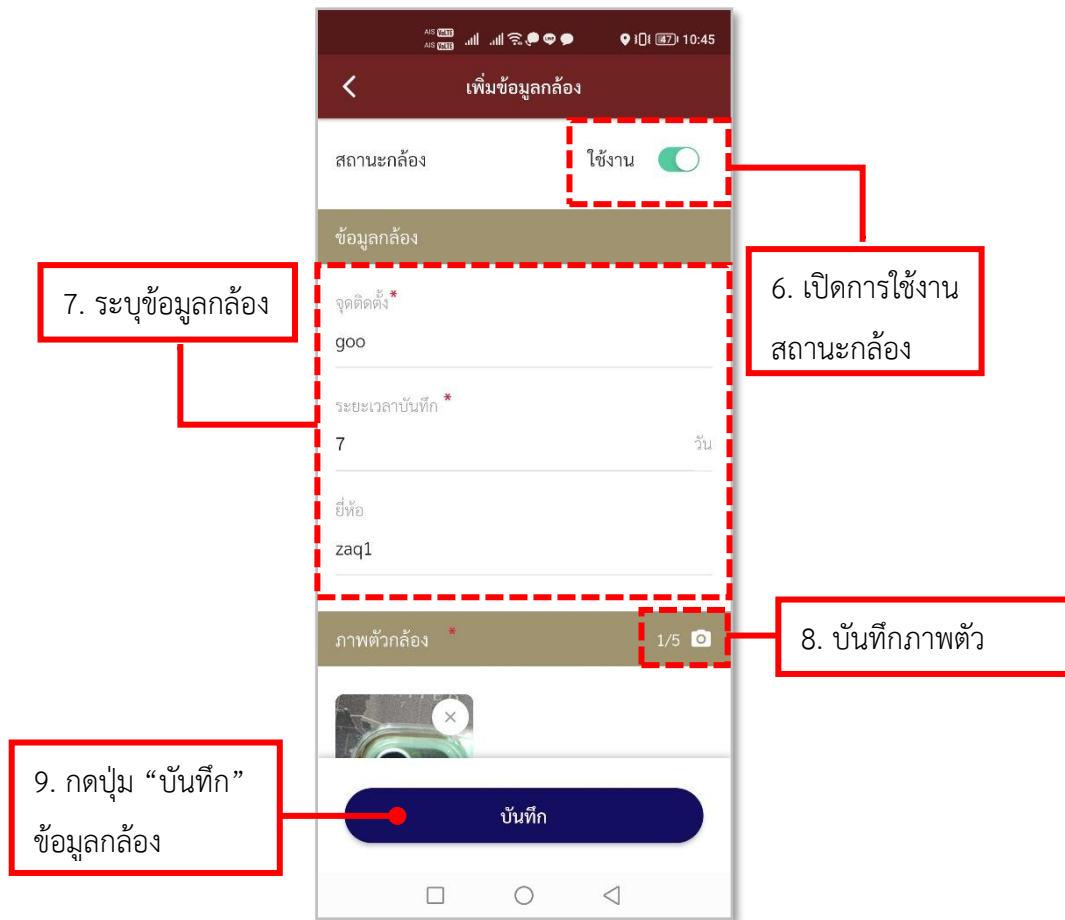 AIS VoLTE
AIS VoLTE
47 10:45
เพิ่มข้อมูลกล้อง
สถานะกล้อง ใช้งาน
ข้อมูลกล้อง
7. ระบุข้อมูลกล้อง
6. เปิดการใช้งาน
สถานะกล้อง
จุดติดตั้ง*
goo
ระยะเวลาบันทึก *
7 วัน
ยี่ห้อ
zaq1
ภาพตัวกล้อง * 1/5
8. บันทึกภาพตัว
9. กดปุ่ม “บันทึก”
ข้อมูลกล้อง
บันทึก